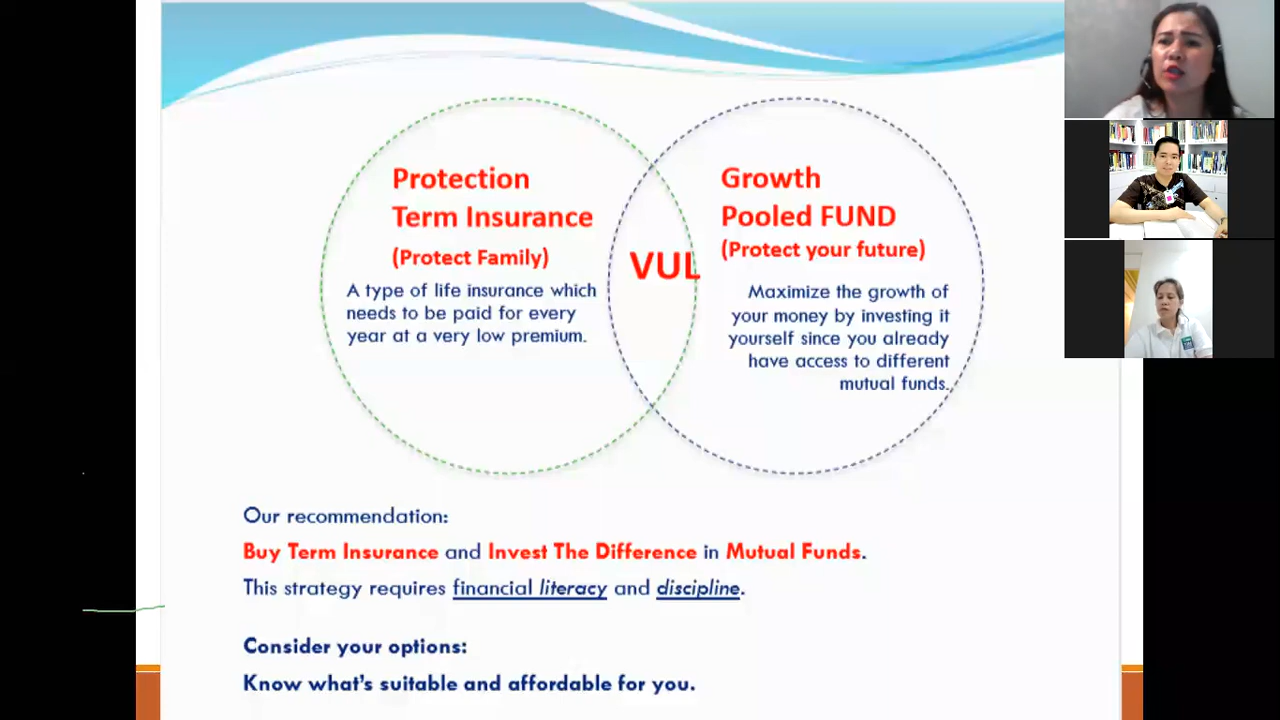 Protection
Term Insurance
(Protect Family)
A type of life insurance which
needs to be paid for every
year at a very low premium.
VUL
Growth
Pooled FUND
(Protect your future)
Maximize the growth of
your money by investing it
yourself since you already
have access to different
mutual funds.
Our recommendation:
Buy Term Insurance and Invest The Difference in Mutual Funds.
This strategy requires financial literacy and discipline.
Consider your options:
Know what's suitable and affordable for you.